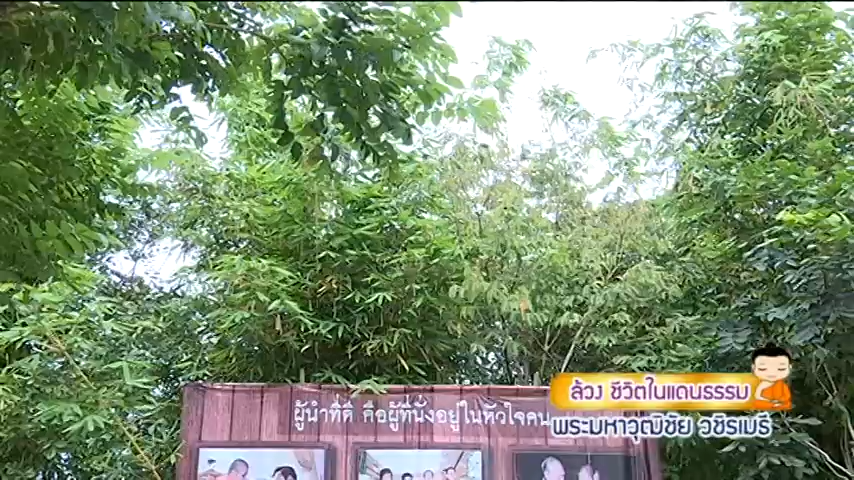 ล้วง ชีวิตในแดนธรรม
ผู้นำที่ดี คือผู้ที่นั่งอยู่ในหัวใจคน
พระมหาวุฒิชัย วชิรเมธี